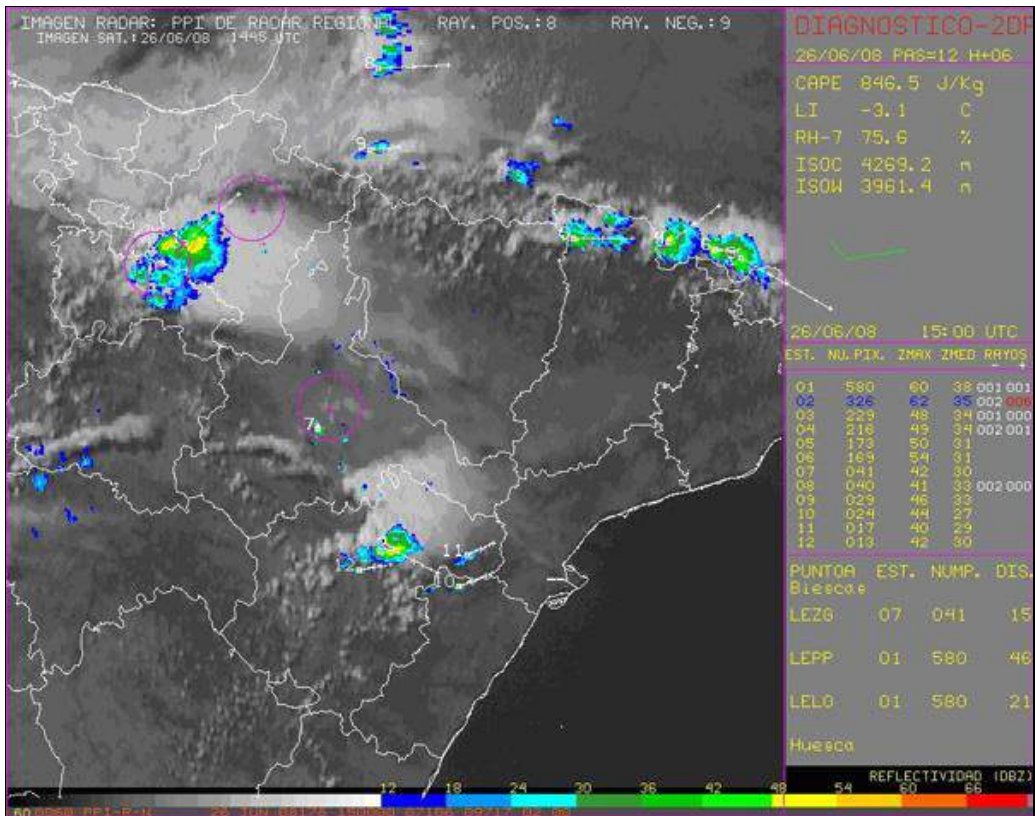 IMAGEN RADAR: PPI DE RADAR REGIONAL RAY. POS.:8 RAY. NEG.:9
IMAGEN SAT.:26/06/08 1445 UTC
DIAGNOSTICO-2DF
26/06/08 PAS=12 H+06
CAPE 846.5 J/Kg
LI -3.1 C
RH-7 75.6 %
ISOC 4269.2 m
ISOW 3961.4 m
8
9
7
11
10
26/06/08 15:00 UTC
EST. NU.PIX. ZMAX ZMED RAYOS
- +
01 580 60 38 001 001
02 326 62 35 002 006
03 229 48 34 001 000
04 216 49 34 002 001
05 173 50 31
06 169 54 31
07 041 42 30
08 040 41 33 002 000
09 029 46 33
10 024 44 27
11 017 40 29
12 013 42 30
PUNTOA EST. NUMP. DIS.
Biescas
LEZG 07 041 15
LEPP 01 580 46
LELO 01 580 21
Huesca
REFLECTIVIDAD (DBZ)
12 18 24 30 36 42 48 54 60 66